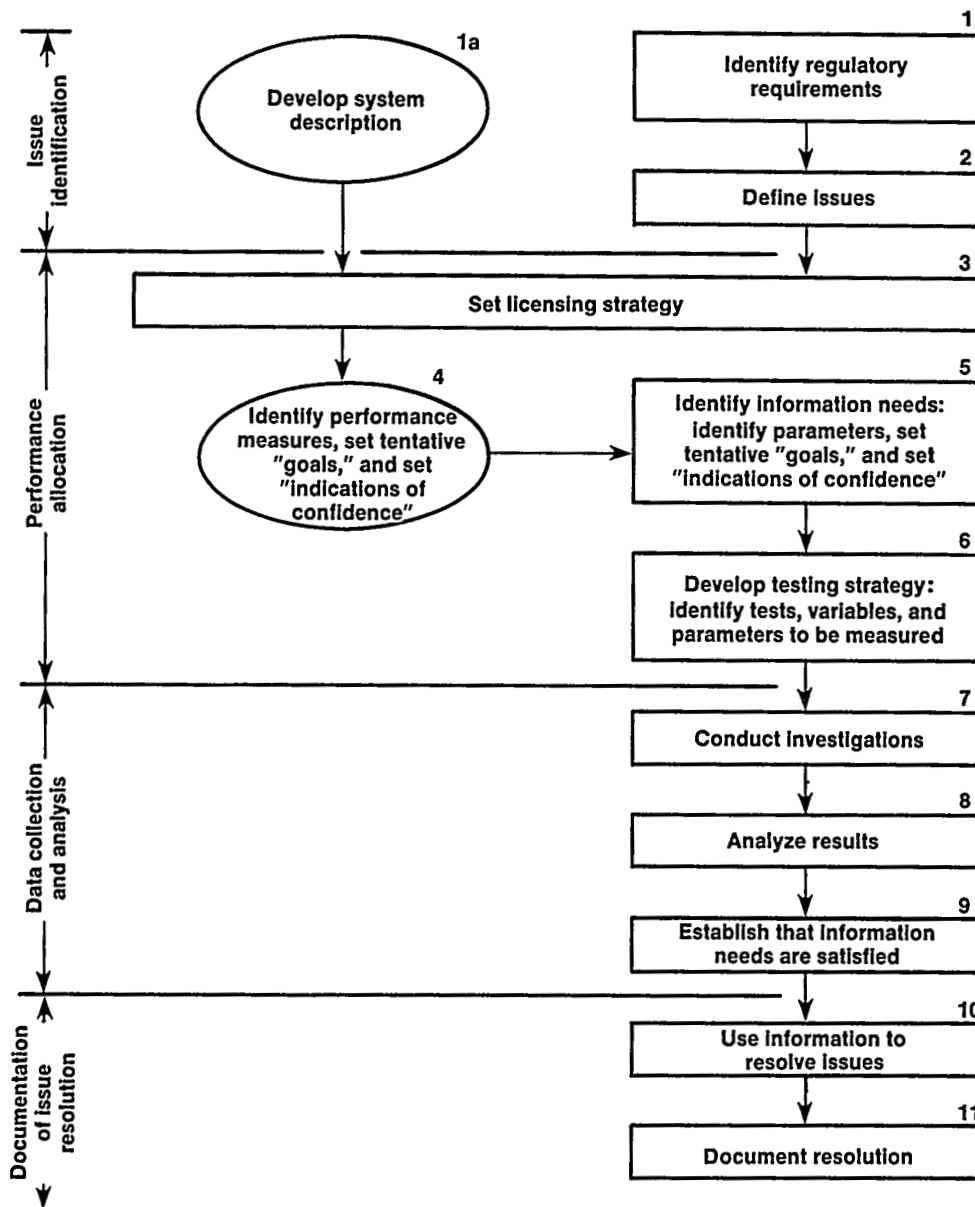 Issue
identification
1a
Develop system
description
1
Identify regulatory
requirements
2
Define issues
Performance
allocation
3
Set licensing strategy
4
Identify performance
measures, set tentative
"goals," and set
"indications of
confidence"
5
Identify information needs:
identify parameters, set
tentative "goals," and set
"indications of confidence"
6
Develop testing strategy:
identify tests, variables, and
parameters to be measured
Data collection
and analysis
7
Conduct investigations
8
Analyze results
9
Establish that information
needs are satisfied
Documentation
of issue
resolution
10
Use information to
resolve issues
11
Document resolution